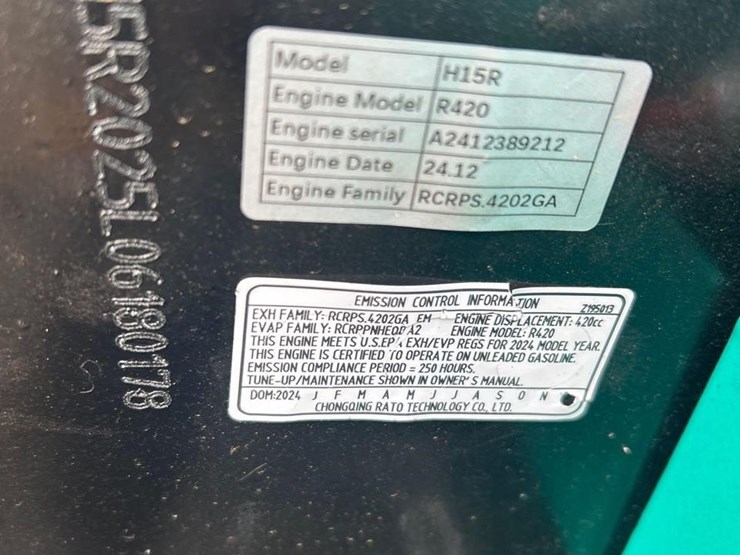 5R2025L06180178
Model H15R
Engine Model R420
Engine serial A2412389212
Engine Date 24.12
Engine Family RCRPS.4202GA
EMISSION CONTROL INFORMATION Z195013
EXH FAMILY: RCRPS.4202GA EM ENGINE DISPLACEMENT: 420cc
EVAP FAMILY: ENGINE MODEL: R420
THIS ENGINE MEETS U.S.EPA EXH/EVP REGS FOR 2024 MODEL YEAR.
THIS ENGINE IS CERTIFIED TO OPERATE ON UNLEADED GASOLINE.
EMISSION COMPLIANCE PERIOD = 250 HOURS.
TUNE-UP/MAINTENANCE SHOWN IN OWNER'S MANUAL.
DOM:2024 J F M A M J J A S O N
CHONGQING RATO TECHNOLOGY CO., LTD.